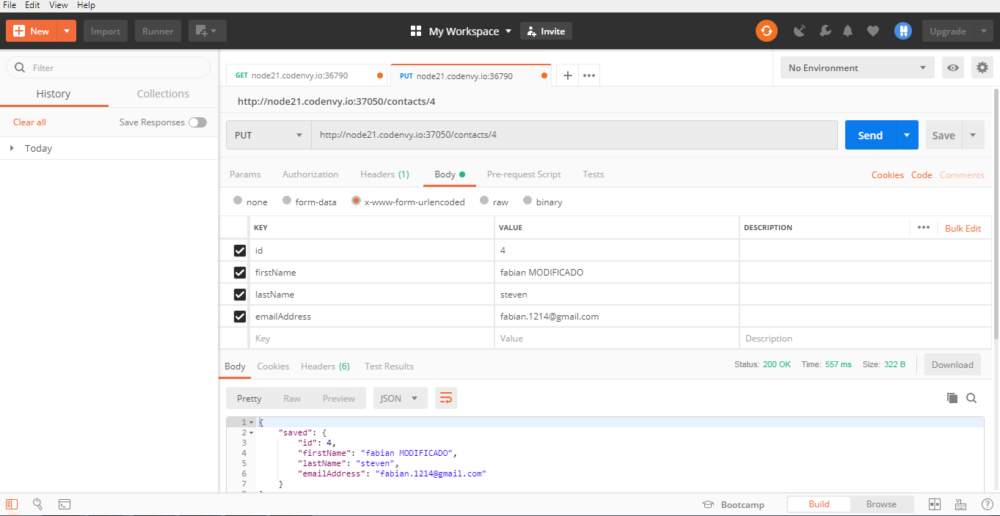 File Edit View Help
New Import Runner My Workspace Invite Upgrade
Filter
History Collections
Clear all Save Responses
Today
GET node21.codenvy.io:36790 PUT node21.codenvy.io:36790 No Environment
http://node21.codenvy.io:37050/contacts/4
PUT http://node21.codenvy.io:37050/contacts/4 Send Save
Params Authorization Headers (1) Body Pre-request Script Tests Cookies Code Comments
none form-data x-www-form-urlencoded raw binary
KEY VALUE DESCRIPTION Bulk Edit
id 4
firstName fabian MODIFICADO
lastName steven
emailAddress fabian.1214@gmail.com
Key Value Description
Body Cookies Headers (6) Test Results Status: 200 OK Time: 557 ms Size: 322 B Download
Pretty Raw Preview JSON
1 {
2 "saved": {
3 "id": 4,
4 "firstName": "fabian MODIFICADO",
5 "lastName": "steven",
6 "emailAddress": "fabian.1214@gmail.com"
7 }
Bootcamp Build Browse